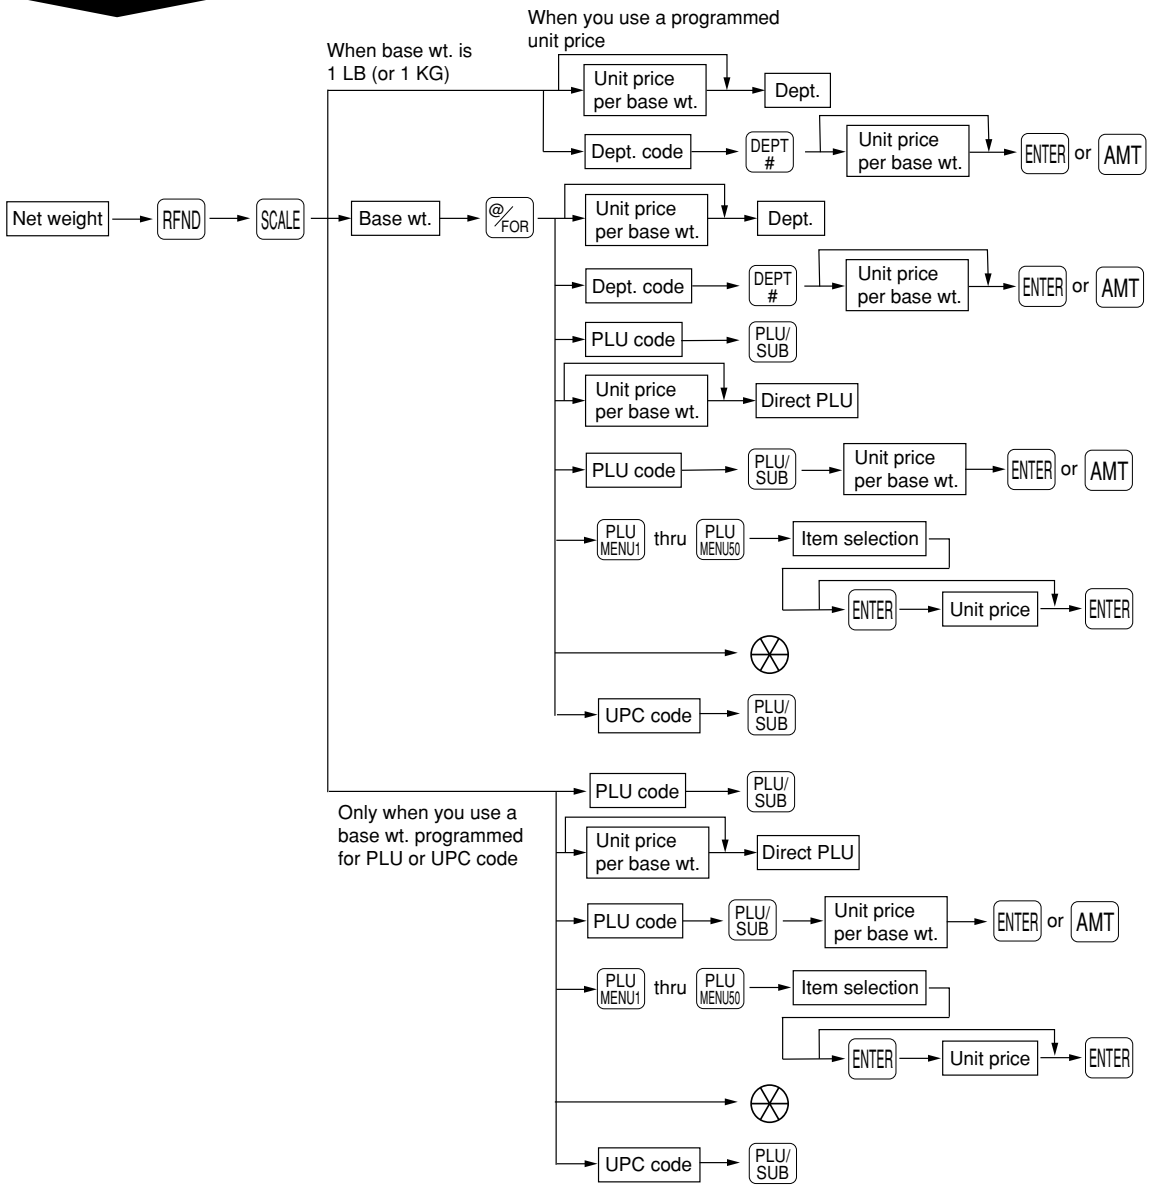 When you use a programmed
unit price
When base wt. is
1 LB (or 1 KG)
Unit price
per base wt.
Dept.
Dept. code
DEPT
#
Unit price
per base wt.
ENTER or AMT
Net weight
RFND
SCALE
Base wt.
@/FOR
Unit price
per base wt.
Dept.
Dept. code
DEPT
#
Unit price
per base wt.
ENTER or AMT
PLU code
PLU/
SUB
Unit price
per base wt.
Direct PLU
PLU code
PLU/
SUB
Unit price
per base wt.
ENTER or AMT
PLU
MENU1
thru
PLU
MENU50
Item selection
ENTER
Unit price
ENTER
UPC code
PLU/
SUB
PLU code
PLU/
SUB
Only when you use a
base wt. programmed
for PLU or UPC code
Unit price
per base wt.
Direct PLU
PLU code
PLU/
SUB
Unit price
per base wt.
ENTER or AMT
PLU
MENU1
thru
PLU
MENU50
Item selection
ENTER
Unit price
ENTER
UPC code
PLU/
SUB